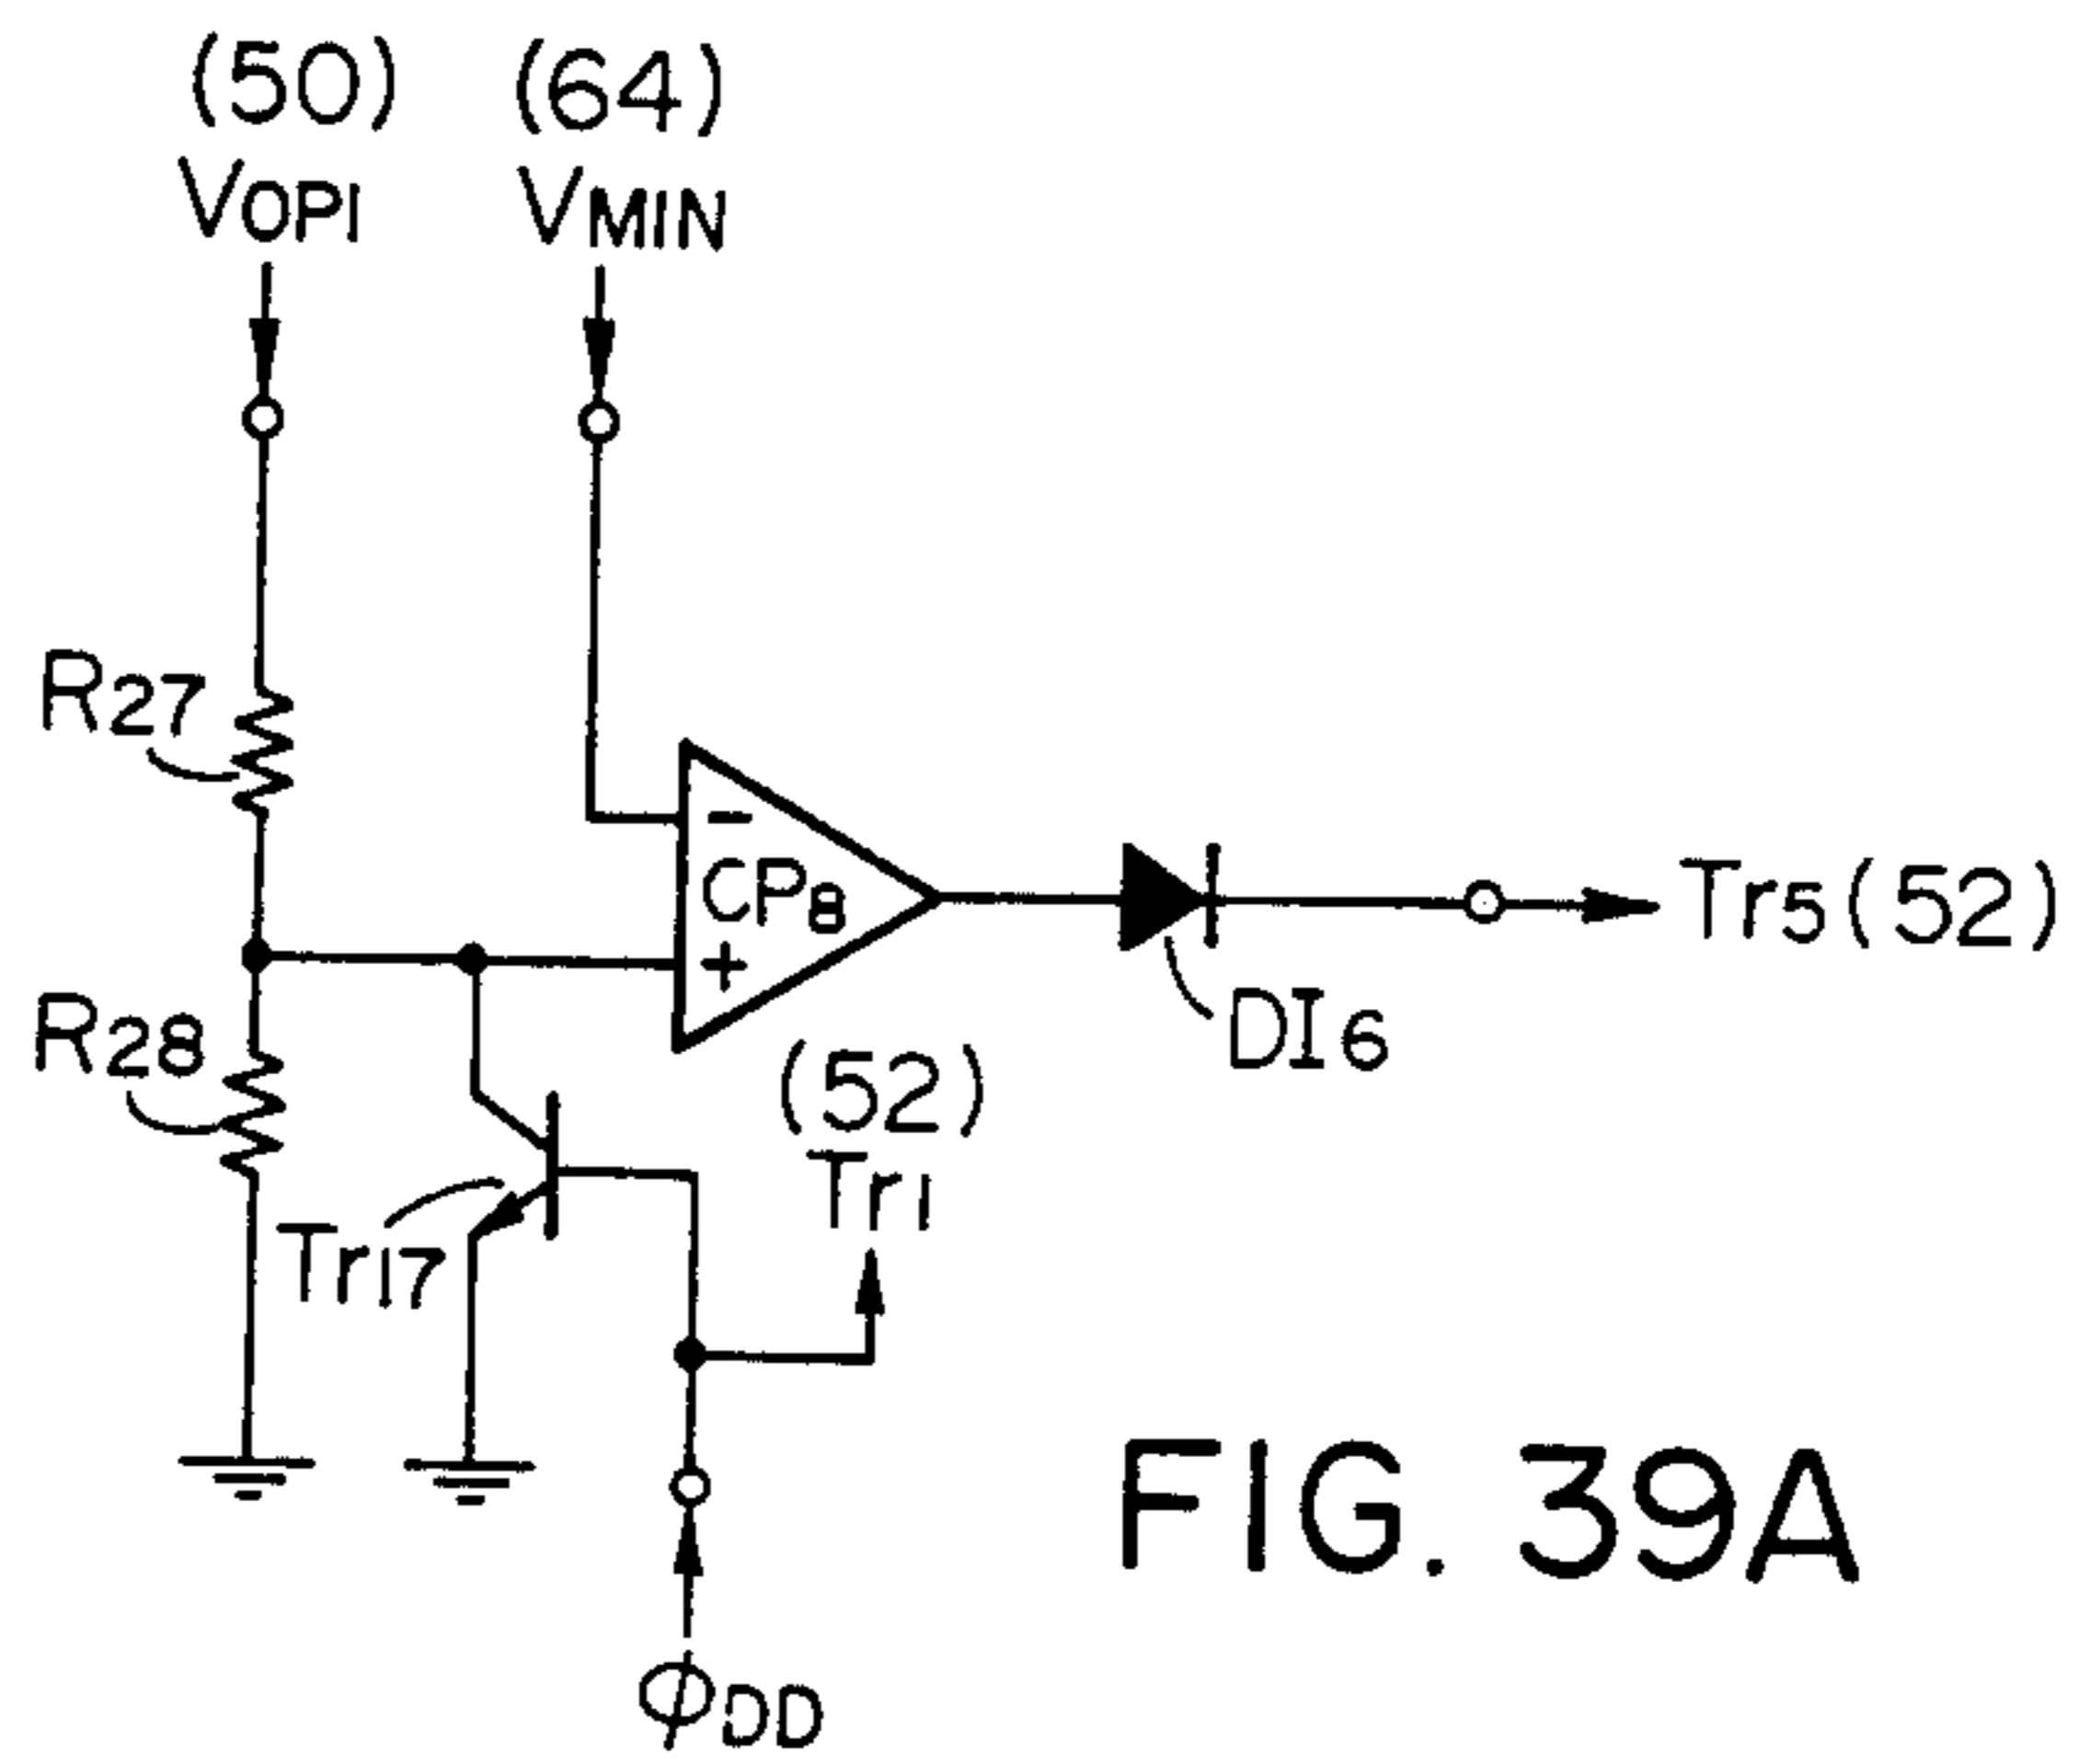 (50) (64)
VOPI VMIN
R27
CP8
Tr5(52)
R28
DI6
(52)
Tr1
Tr17
FIG. 39A
φDD